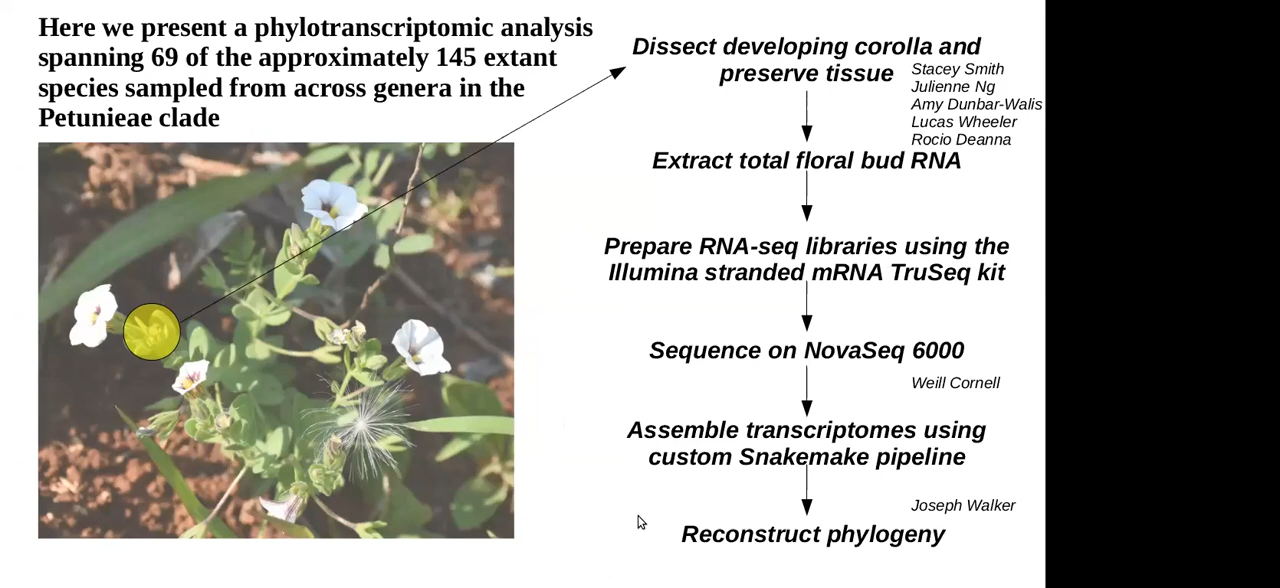 Here we present a phylotranscriptomic analysis
spanning 69 of the approximately 145 extant
species sampled from across genera in the
Petunieae clade
Dissect developing corolla and
preserve tissue
Stacey Smith
Julienne Ng
Amy Dunbar-Walis
Lucas Wheeler
Rocio Deanna
Extract total floral bud RNA
Prepare RNA-seq libraries using the
Illumina stranded mRNA TruSeq kit
Sequence on NovaSeq 6000
Weill Cornell
Assemble transcriptomes using
custom Snakemake pipeline
Joseph Walker
Reconstruct phylogeny